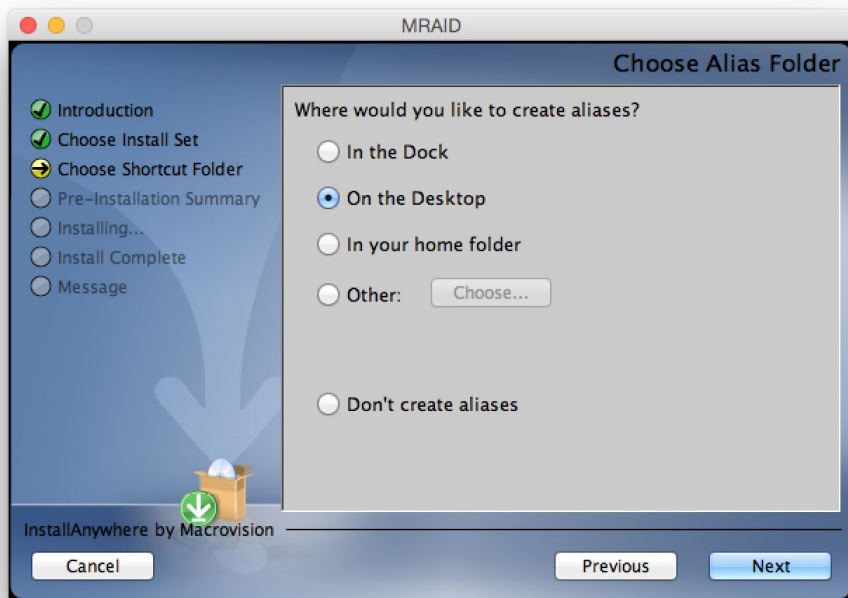 MRAID
Choose Alias Folder
Introduction
Choose Install Set
Choose Shortcut Folder
Pre-Installation Summary
Installing...
Install Complete
Message
Where would you like to create aliases?
In the Dock
On the Desktop
In your home folder
Other: Choose...
Don't create aliases
InstallAnywhere by Macrovision
Cancel Previous Next